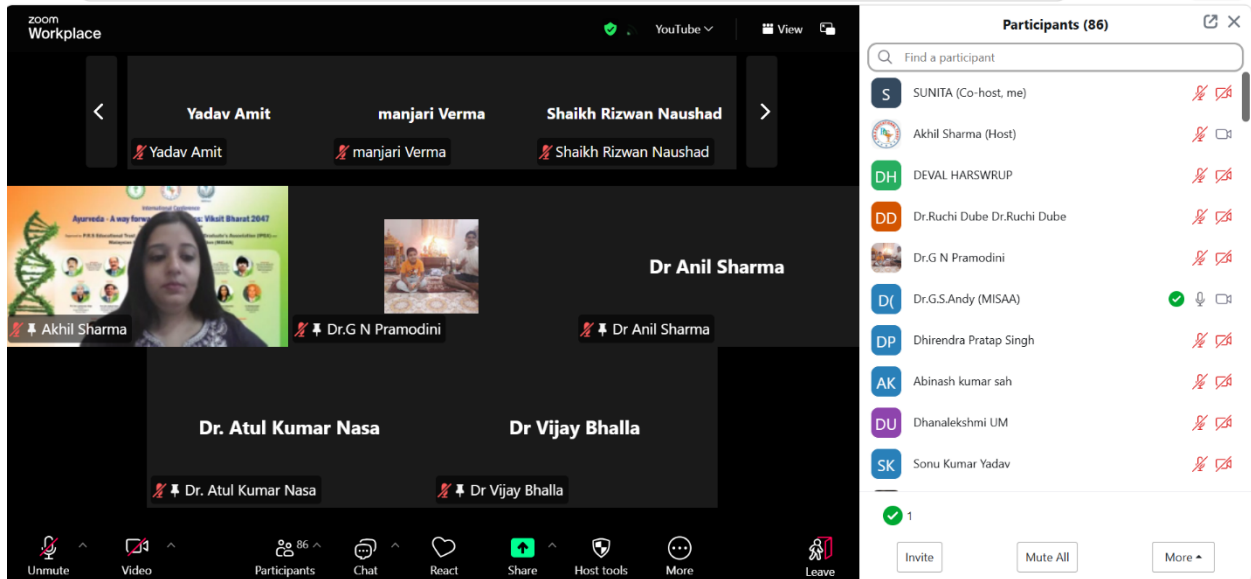 zoom
Workplace
YouTube
View
Yadav Amit
manjari Verma
Shaikh Rizwan Naushad
Yadav Amit
manjari Verma
Shaikh Rizwan Naushad
International Conference
Ayurveda - A way forw
s: Viksit Bharat 2047
Akhil Sharma
Dr.G N Pramodini
Dr Anil Sharma
Dr Anil Sharma
Dr. Atul Kumar Nasa
Dr Vijay Bhalla
Dr. Atul Kumar Nasa
Dr Vijay Bhalla
Unmute
Video
86
Participants
Chat
React
Share
Host tools
More
Leave
Participants (86)
Find a participant
S
SUNITA (Co-host, me)
Akhil Sharma (Host)
DH
DEVAL HARSWRUP
DD
Dr.Ruchi Dube Dr.Ruchi Dube
Dr.G N Pramodini
D(
Dr.G.S.Andy (MISAA)
DP
Dhirendra Pratap Singh
AK
Abinash kumar sah
DU
Dhanalekshmi UM
SK
Sonu Kumar Yadav
1
Invite
Mute All
More